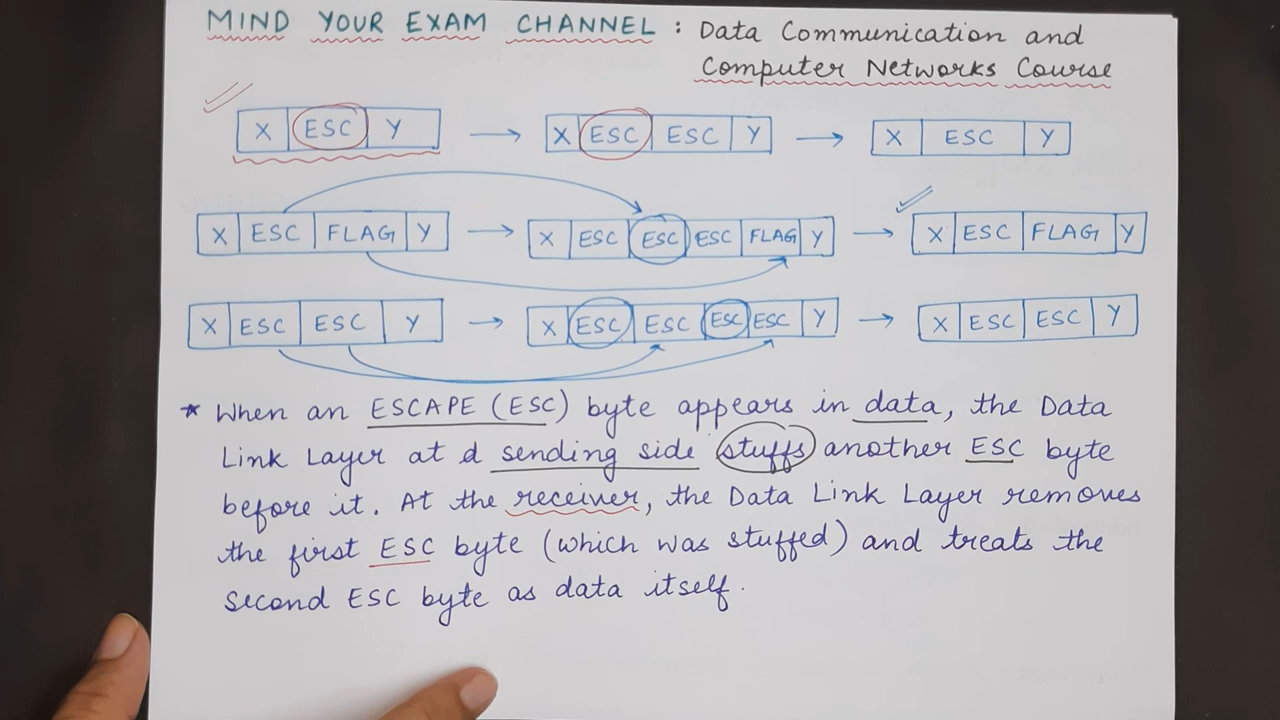 MIND YOUR EXAM CHANNEL : Data Communication and
Computer Networks Course
X ESC Y → X ESC ESC Y → X ESC Y
X ESC FLAG Y → X ESC ESC ESC FLAG Y → X ESC FLAG Y
X ESC ESC Y → X ESC ESC ESC ESC Y → X ESC ESC Y
* When an ESCAPE (ESC) byte appears in data, the Data
Link Layer at d sending side stuffs another ESC byte
before it. At the receiver, the Data Link Layer removes
the first ESC byte (which was stuffed) and treats the
second ESC byte as data itself.